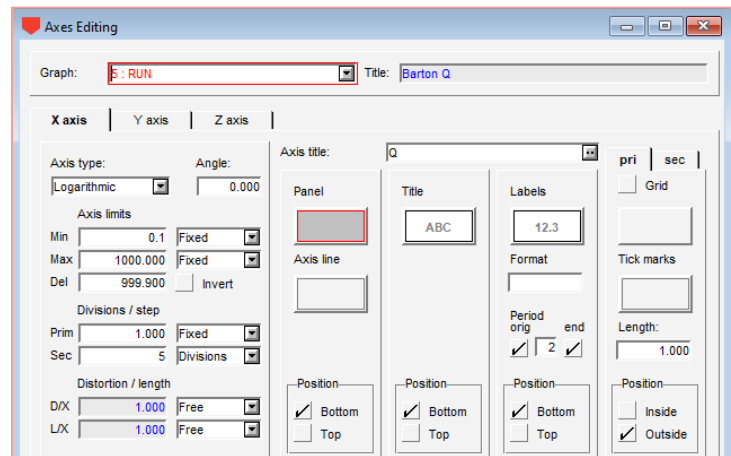 Axes Editing
Graph: 5 : RUN Title: Barton Q
X axis Y axis Z axis
Axis title: Q
pri sec
Axis type: Angle:
Logarithmic 0.000
Axis limits
Min 0.1 Fixed
Max 1000.000 Fixed
Del 999.900 Invert
Divisions / step
Prim 1.000 Fixed
Sec 5 Divisions
Distortion / length
D/X 1.000 Free
L/X 1.000 Free
Panel
Axis line
Position
Bottom
Top
Title
ABC
Position
Bottom
Top
Labels
12.3
Format
Period
orig end
2
Position
Bottom
Top
Grid
Tick marks
Length:
1.000
Position
Inside
Outside